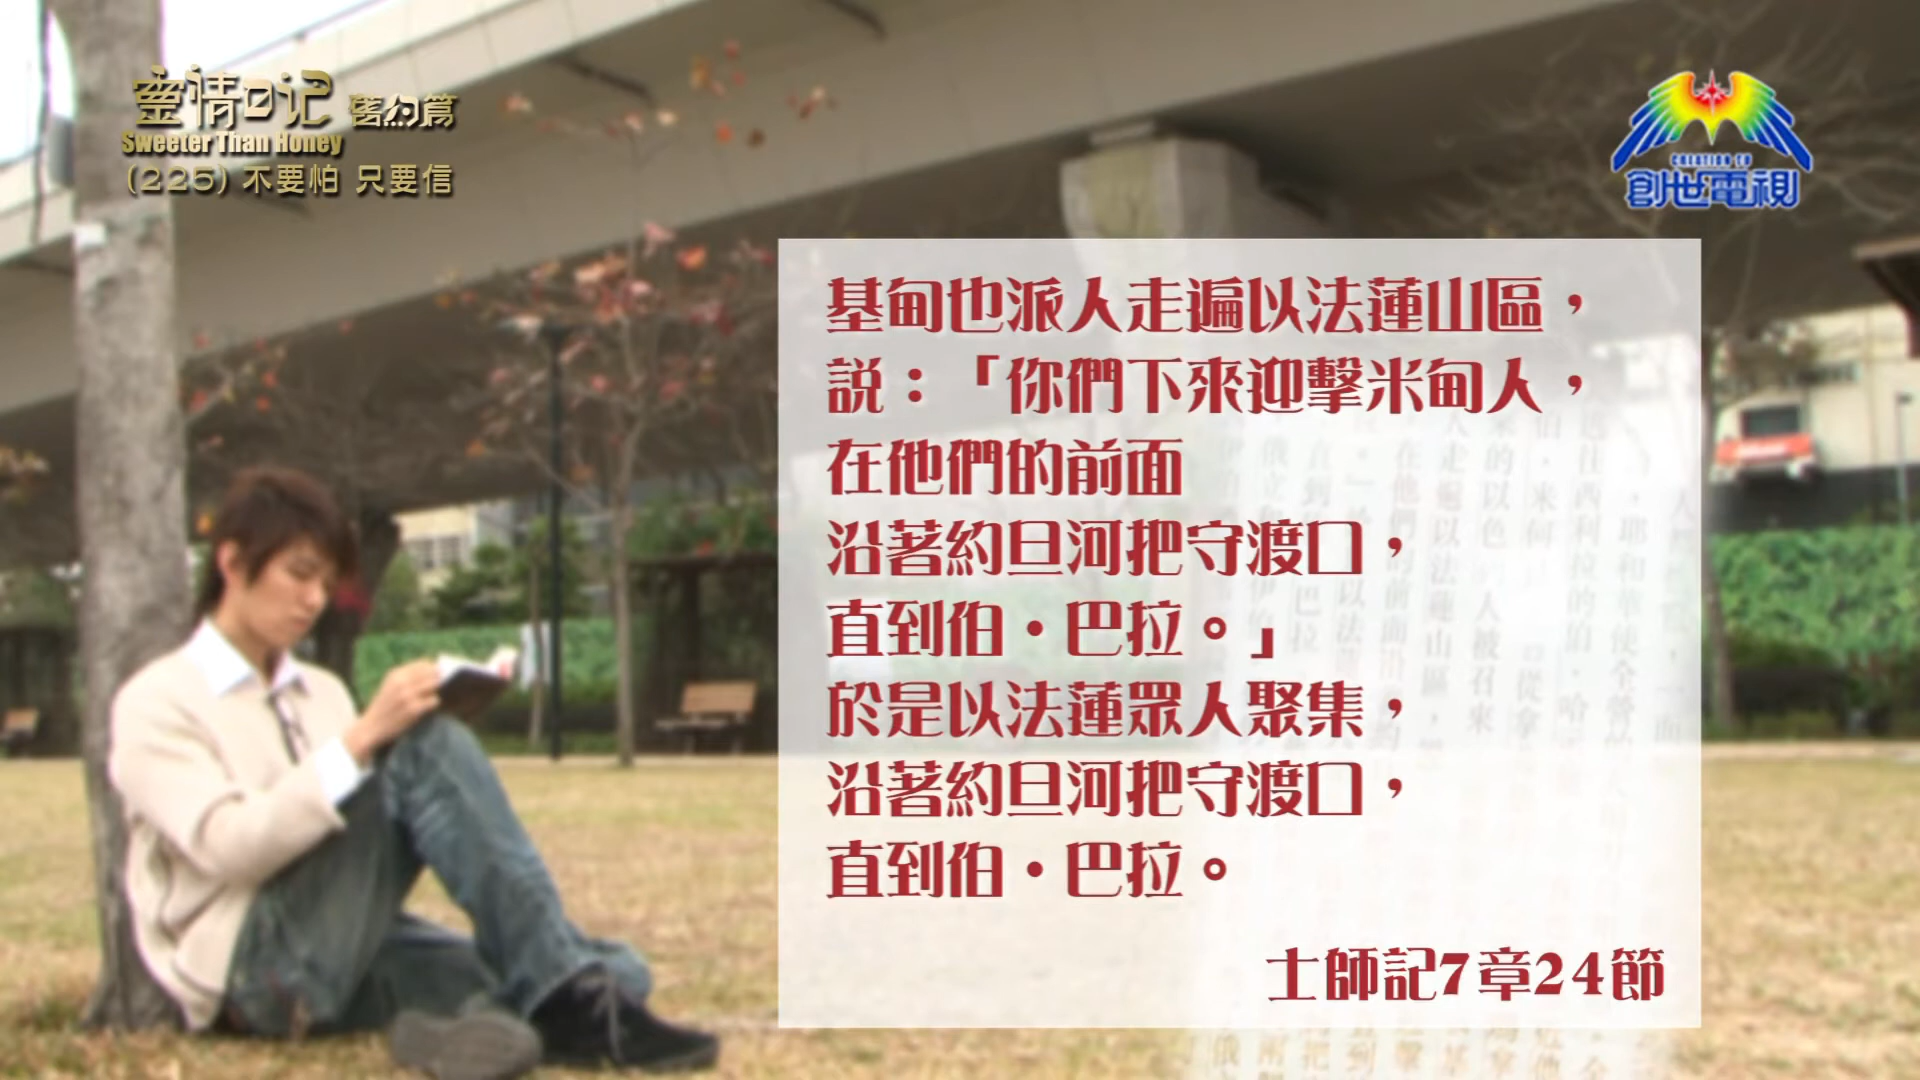 靈情日记 舊約篇
Sweeter Than Honey
(225) 不要怕 只要信
CREATION TV
創世電視
基甸也派人走遍以法蓮山區，
説：「你們下來迎擊米甸人，
在他們的前面
沿著約旦河把守渡口，
直到伯·巴拉。」
於是以法蓮眾人聚集，
沿著約旦河把守渡口，
直到伯·巴拉。
士師記7章24節